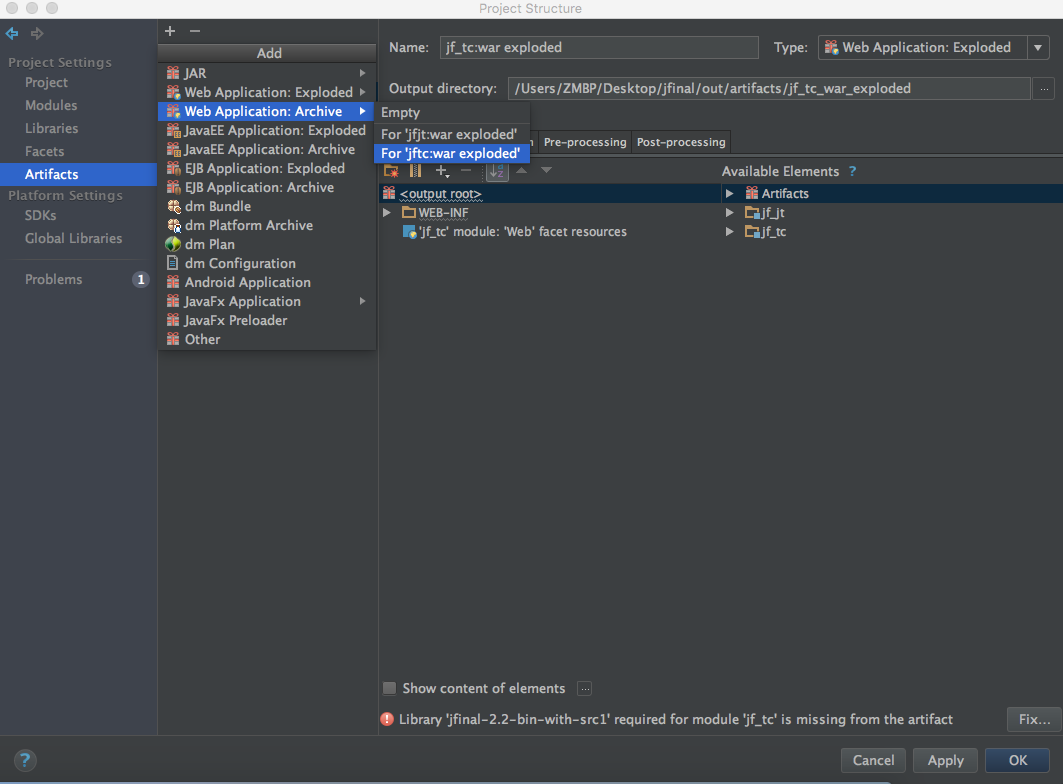 Project Structure
Project Settings
Project
Modules
Libraries
Facets
Artifacts
Platform Settings
SDKs
Global Libraries
Problems
1
Add
JAR
Web Application: Exploded
Web Application: Archive
JavaEE Application: Exploded
JavaEE Application: Archive
EJB Application: Exploded
EJB Application: Archive
dm Bundle
dm Platform Archive
dm Plan
dm Configuration
Android Application
JavaFx Application
JavaFx Preloader
Other
Empty
For 'jfjt:war exploded'
For 'jftc:war exploded'
Name: jf_tc:war exploded
Type: Web Application: Exploded
Output directory: /Users/ZMBP/Desktop/jfinal/out/artifacts/jf_tc_war_exploded
...
Pre-processing
Post-processing
<output root>
WEB-INF
'jf_tc' module: 'Web' facet resources
Available Elements ?
Artifacts
jf_jt
jf_tc
Show content of elements ...
Library 'jfinal-2.2-bin-with-src1' required for module 'jf_tc' is missing from the artifact
Fix...
?
Cancel
Apply
OK